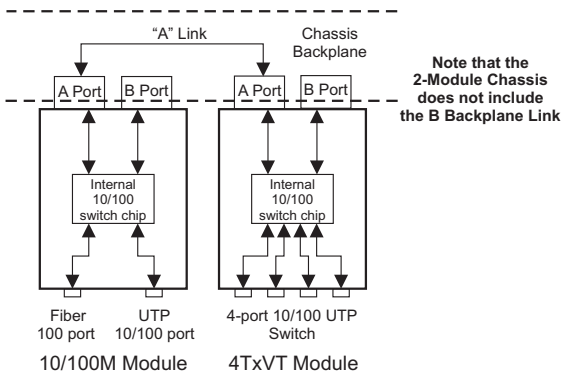 “A” Link
Chassis
Backplane
Note that the
2-Module Chassis
does not include
the B Backplane Link
A Port
B Port
A Port
B Port
Internal
10/100
switch chip
Internal
10/100
switch chip
Fiber
100 port
UTP
10/100 port
4-port 10/100 UTP
Switch
10/100M Module
4TxVT Module